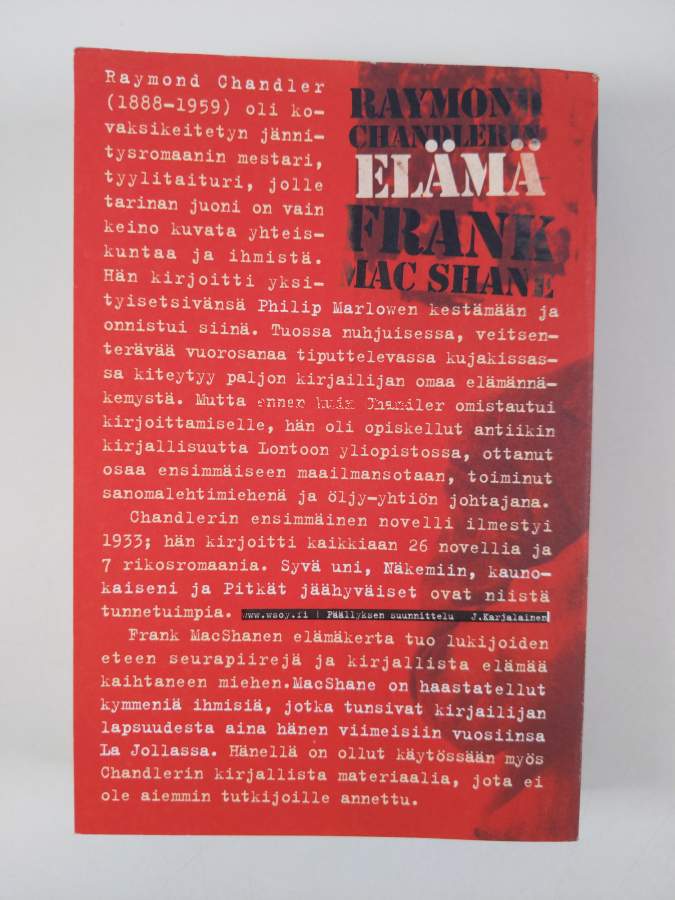 Raymond Chandler
(1888-1959) oli ko-
vaksikeitetyn jänni-
tysromaanin mestari,
tyylitaituri, jolle
tarinan juoni on vain
keino kuvata yhteis-
kuntaa ja ihmistä.
Hän kirjoitti yksi-
RAYMOND
CHANDLERIN
ELÄMÄ
FRANK
MAC SHANE
tyisetsivänsä Philip Marlowen kestämään ja
onnistui siinä. Tuossa nuhjuisessa, veitsen-
terävää vuorosanaa tiputtelevassa kujakissas-
sa kiteytyy paljon kirjailijan omaa elämännä-
kemystä. Mutta ennen kuin Chandler omistautui
kirjoittamiselle, hän oli opiskellut antiikin
kirjallisuutta Lontoon yliopistossa, ottanut
osaa ensimmäiseen maailmansotaan, toiminut
sanomalehtimiehenä ja öljy-yhtiön johtajana.
Chandlerin ensimmäinen novelli ilmestyi
1933; hän kirjoitti kaikkiaan 26 novellia ja
7 rikosromaania. Syvä uni, Näkemiin, kauno-
kaiseni ja Pitkät jäähyväiset ovat niistä
tunnetuimpia. www.wsoy.fi | Päällyksen suunnittelu J.Karjalainen
Frank MacShanen elämäkerta tuo lukijoiden
eteen seurapiirejä ja kirjallista elämää
kaihtaneen miehen.MacShane on haastatellut
kymmeniä ihmisiä, jotka tunsivat kirjailijan
lapsuudesta aina hänen viimeisiin vuosiinsa
La Jollassa. Hänellä on ollut käytössään myös
Chandlerin kirjallista materiaalia, jota ei
ole aiemmin tutkijoille annettu.